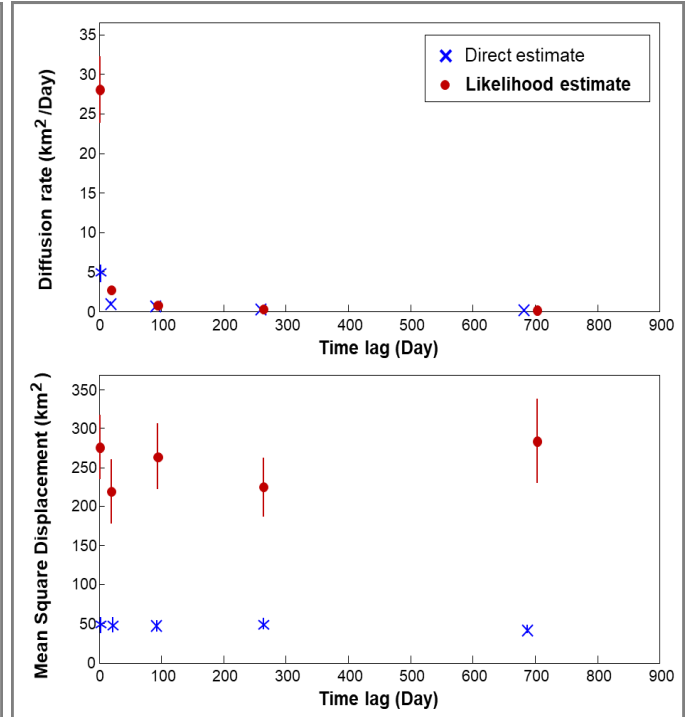 Diffusion rate (km2 /Day)
35
30
25
20
15
10
5
0
Direct estimate
Likelihood estimate
0 100 200 300 400 500 600 700 800 900
Time lag (Day)
Mean Square Displacement (km2 )
350
300
250
200
150
100
50
0
0 100 200 300 400 500 600 700 800 900
Time lag (Day)